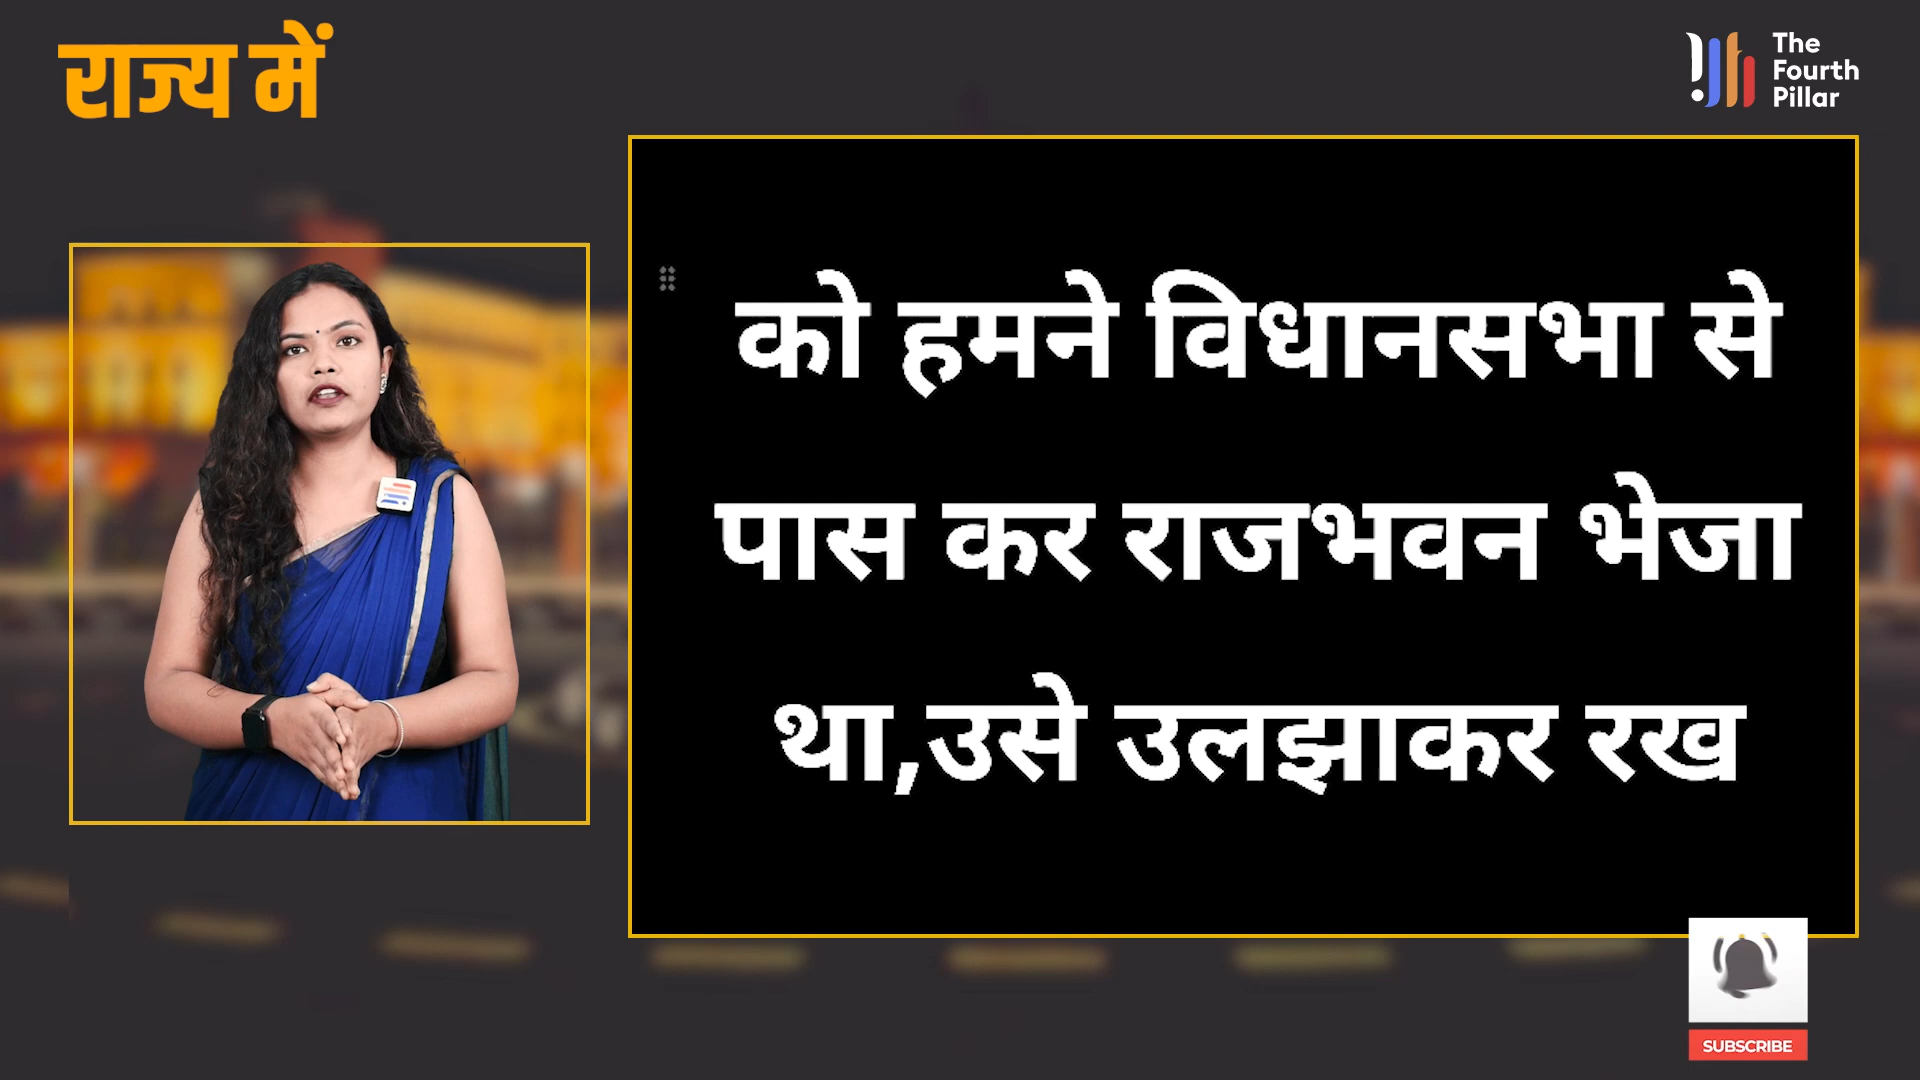 राज्य में
The
Fourth
Pillar
को हमने विधानसभा से
पास कर राजभवन भेजा
था,उसे उलझाकर रख
SUBSCRIBE